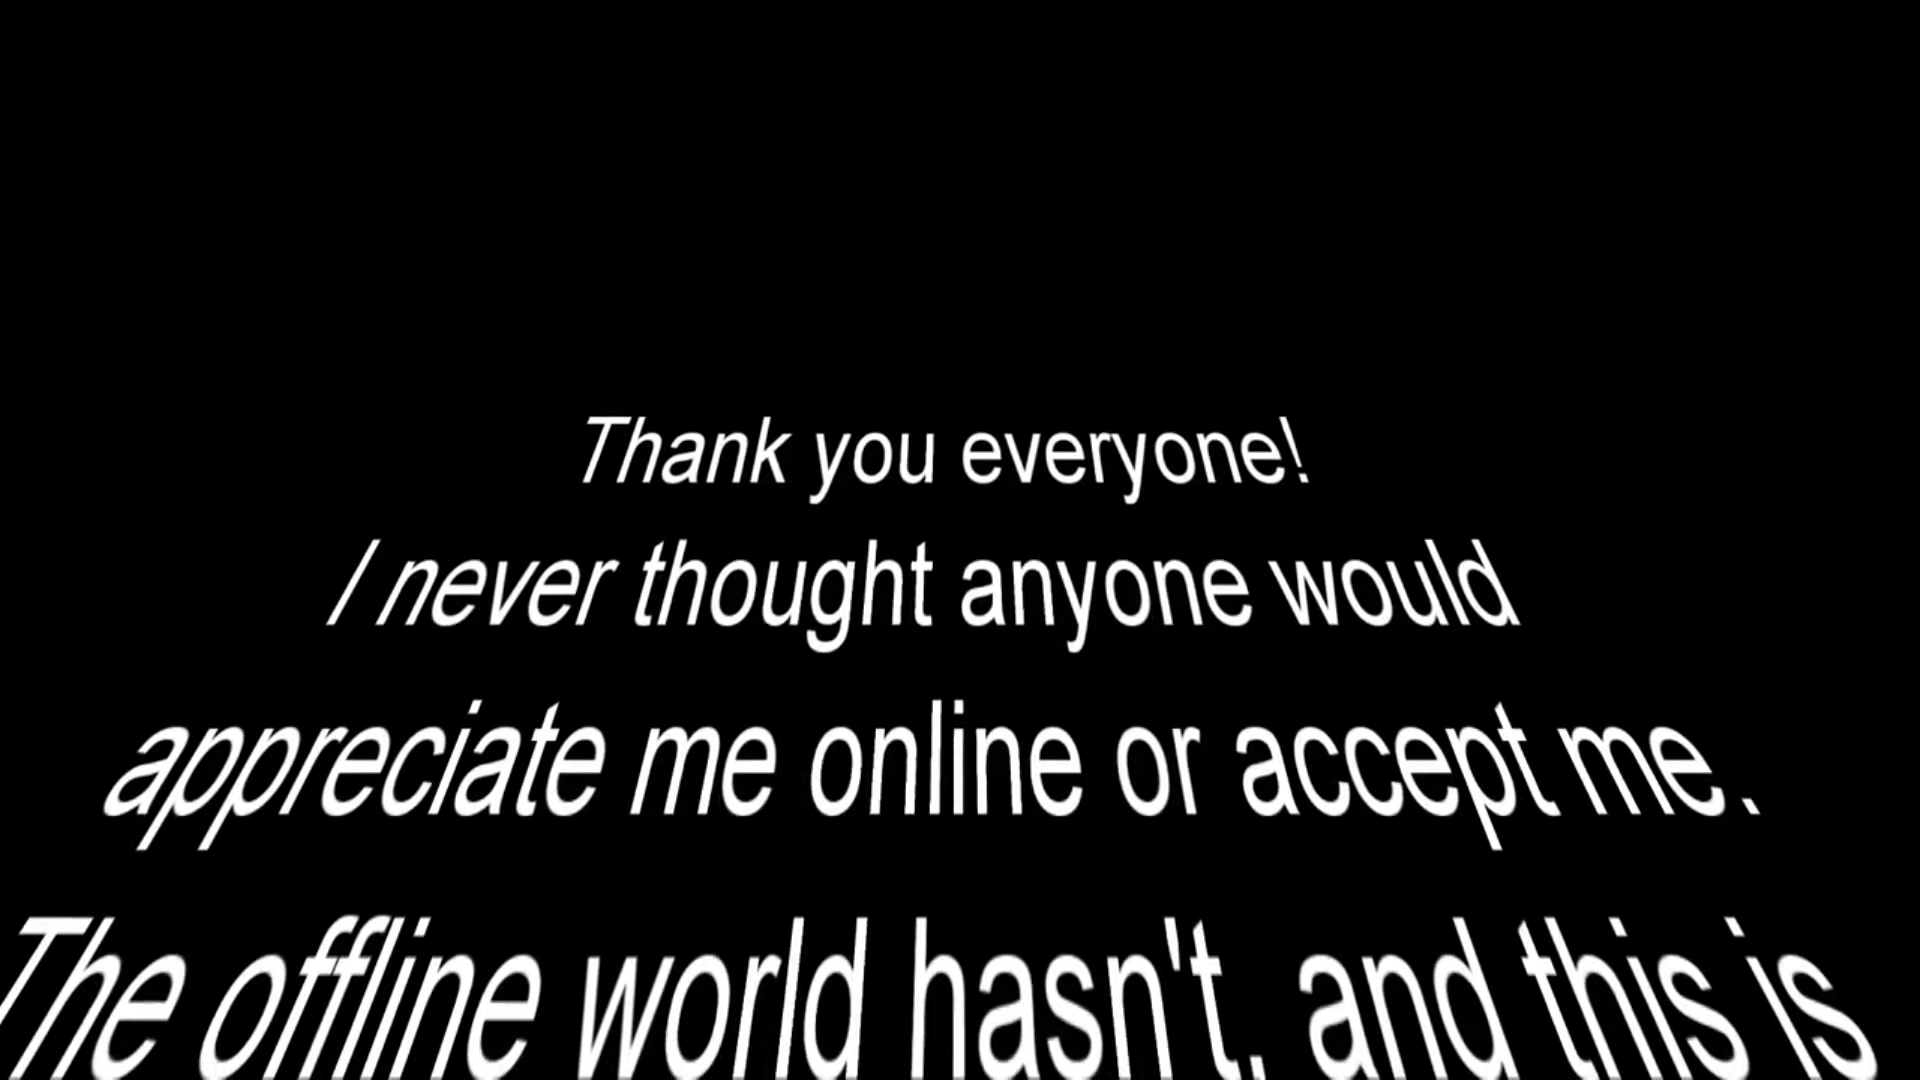 Thank you everyone!
I never thought anyone would
appreciate me online or accept me.
The offline world hasn't, and this is